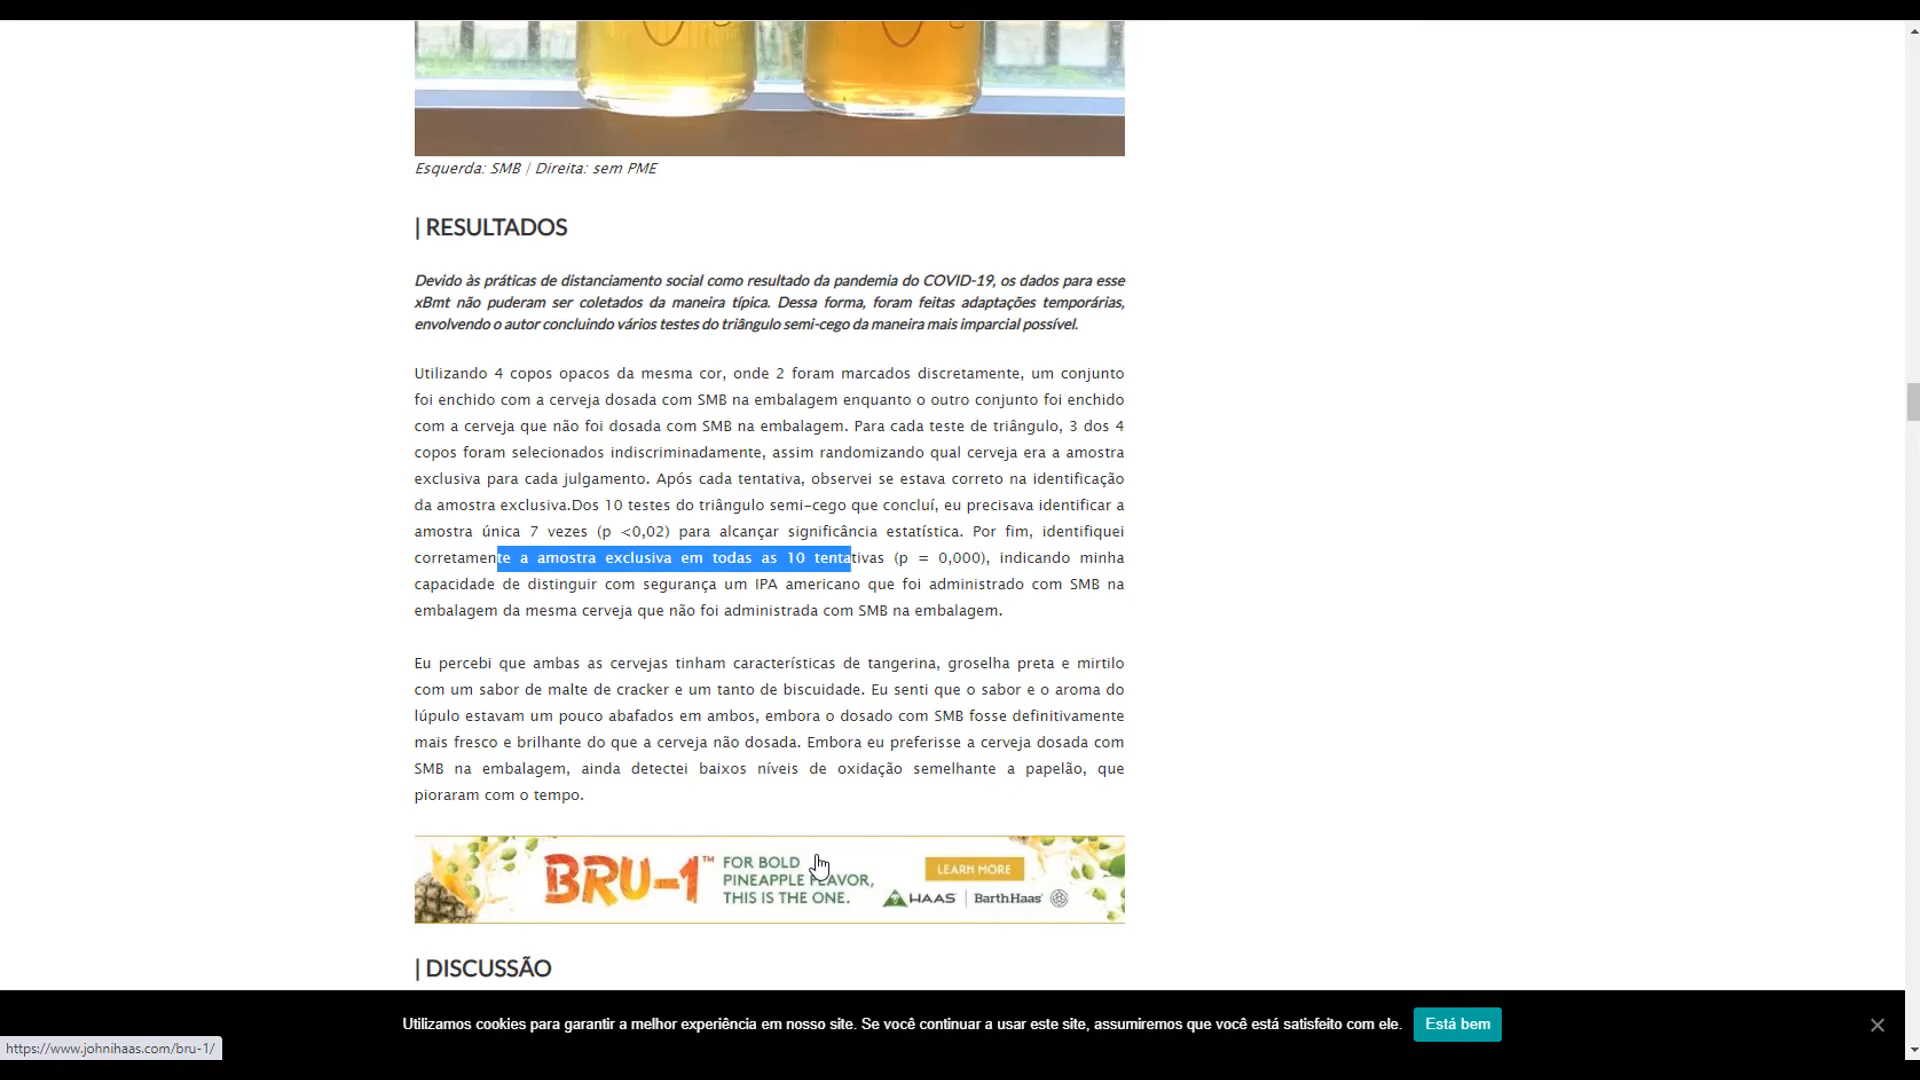 Esquerda: SMB | Direita: sem PME
| RESULTADOS
Devido às práticas de distanciamento social como resultado da pandemia do COVID-19, os dados para esse
xBmt não puderam ser coletados da maneira típica. Dessa forma, foram feitas adaptações temporárias,
envolvendo o autor concluindo vários testes do triângulo semi-cego da maneira mais imparcial possível.
Utilizando 4 copos opacos da mesma cor, onde 2 foram marcados discretamente, um conjunto
foi enchido com a cerveja dosada com SMB na embalagem enquanto o outro conjunto foi enchido
com a cerveja que não foi dosada com SMB na embalagem. Para cada teste de triângulo, 3 dos 4
copos foram selecionados indiscriminadamente, assim randomizando qual cerveja era a amostra
exclusiva para cada julgamento. Após cada tentativa, observei se estava correto na identificação
da amostra exclusiva.Dos 10 testes do triângulo semi-cego que concluí, eu precisava identificar a
amostra única 7 vezes (p <0,02) para alcançar significância estatística. Por fim, identifiquei
corretamente a amostra exclusiva em todas as 10 tentativas (p = 0,000), indicando minha
capacidade de distinguir com segurança um IPA americano que foi administrado com SMB na
embalagem da mesma cerveja que não foi administrada com SMB na embalagem.
Eu percebi que ambas as cervejas tinham características de tangerina, groselha preta e mirtilo
com um sabor de malte de cracker e um tanto de biscuidade. Eu senti que o sabor e o aroma do
lúpulo estavam um pouco abafados em ambos, embora o dosado com SMB fosse definitivamente
mais fresco e brilhante do que a cerveja não dosada. Embora eu preferisse a cerveja dosada com
SMB na embalagem, ainda detectei baixos níveis de oxidação semelhante a papelão, que
pioraram com o tempo.
BRU-1™
FOR BOLD
PINEAPPLE FLAVOR,
THIS IS THE ONE.
LEARN MORE
HAAS | BarthHaas
| DISCUSSÃO
Utilizamos cookies para garantir a melhor experiência em nosso site. Se você continuar a usar este site, assumiremos que você está satisfeito com ele.
Está bem
https://www.johnihaas.com/bru-1/